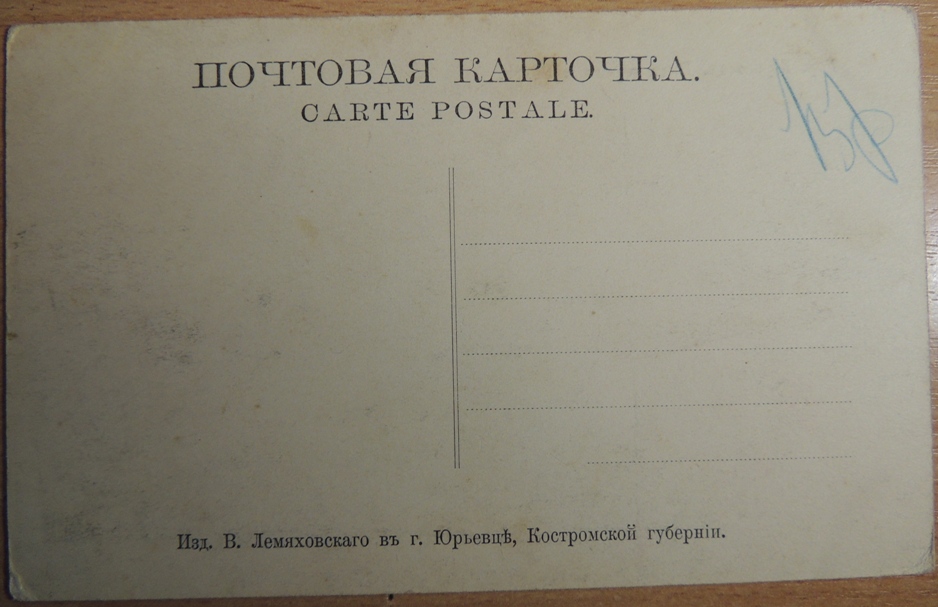 ПОЧТОВАЯ КАРТОЧКА.
CARTE POSTALE.
Изд. В. Лемяховскаго въ г. Юрьевцѣ, Костромской губерніи.